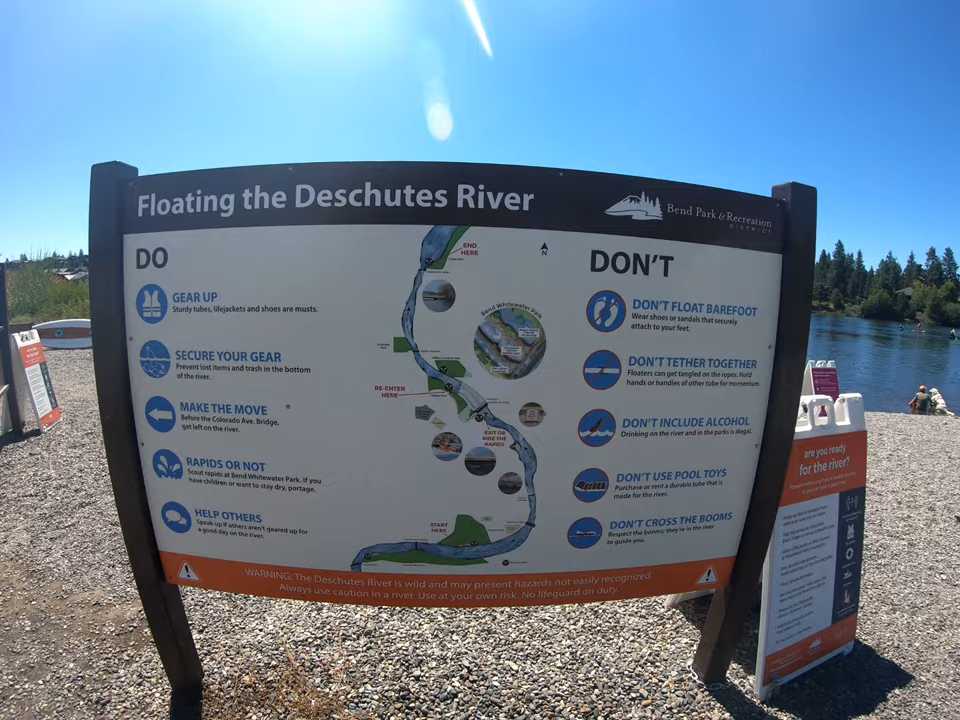 Floating the Deschutes River
Bend Park & Recreation
DISTRICT
DO
GEAR UP
Sturdy tubes, lifejackets and shoes are musts.
SECURE YOUR GEAR
Prevent lost items and trash in the bottom
of the river.
MAKE THE MOVE
Before the Colorado Ave. Bridge,
get left on the river.
RAPIDS OR NOT
Scout rapids at Bend Whitewater Park. If you
have children or want to stay dry, portage.
HELP OTHERS
Speak up if others aren't geared up for
a good day on the river.
END
HERE
N
Bend Whitewater Park
RE-ENTER
HERE
EXIT OR
RIDE THE
RAPIDS
START
HERE
DON'T
DON'T FLOAT BAREFOOT
Wear shoes or sandals that securely
attach to your feet.
DON'T TETHER TOGETHER
Floaters can get tangled on the ropes. Hold
hands or handles of other tube for momentum.
DON'T INCLUDE ALCOHOL
Drinking on the river and in the parks is illegal.
DON'T USE POOL TOYS
Purchase or rent a durable tube that is
made for the river.
DON'T CROSS THE BOOMS
Respect the booms; they're in the river
to guide you.
WARNING: The Deschutes River is wild and may present hazards not easily recognized.
Always use caution in a river. Use at your own risk. No lifeguard on duty.
are you ready
for the river?